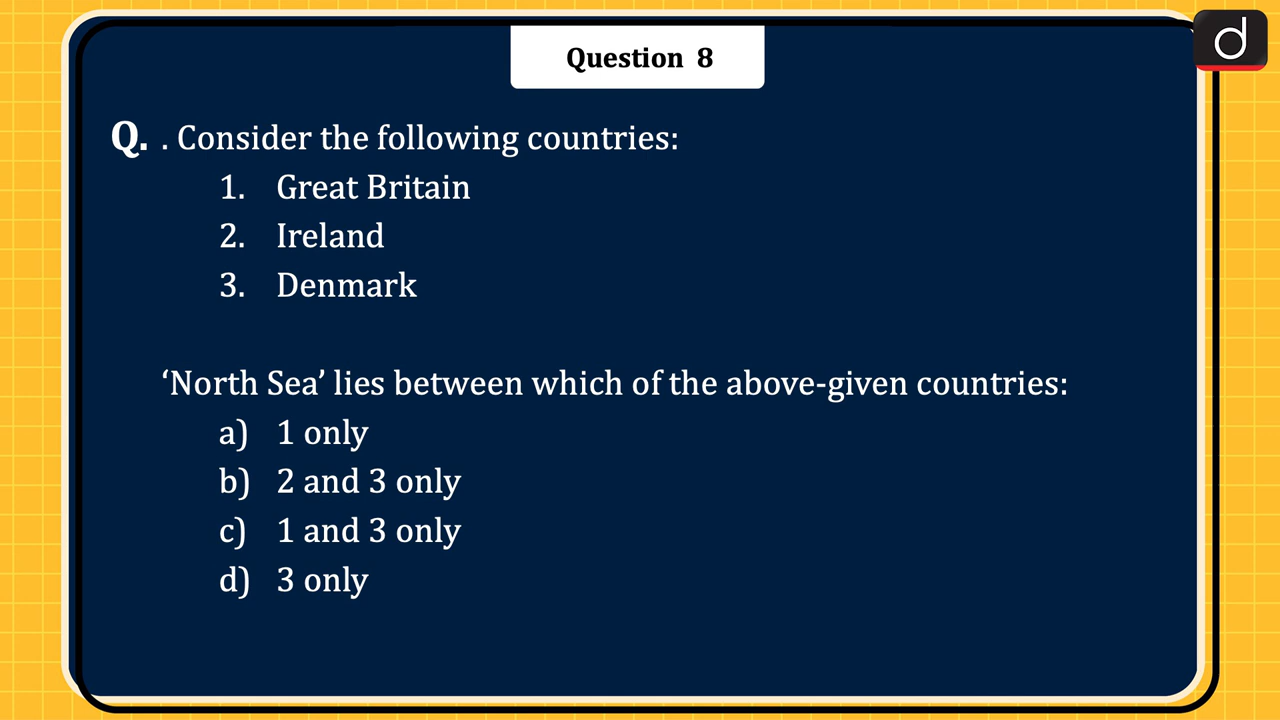 Question 8
d
Q. . Consider the following countries:
1. Great Britain
2. Ireland
3. Denmark
‘North Sea’ lies between which of the above-given countries:
a) 1 only
b) 2 and 3 only
c) 1 and 3 only
d) 3 only